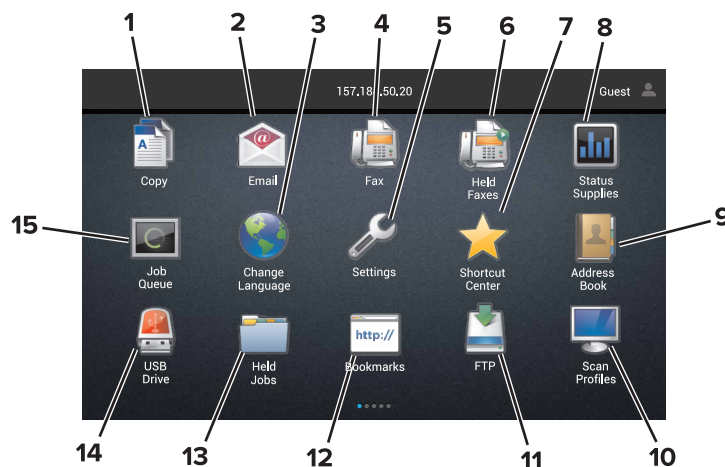 1 2 3 4 5 6 7 8
157.18 .50.20 Guest
A @
Copy Email Fax Held Status
Faxes Supplies
15 9
Job Change Settings Shortcut Address
Queue Language Center Book
http://
USB Held Bookmarks FTP Scan
Drive Jobs Profiles
14 13 12 11 10